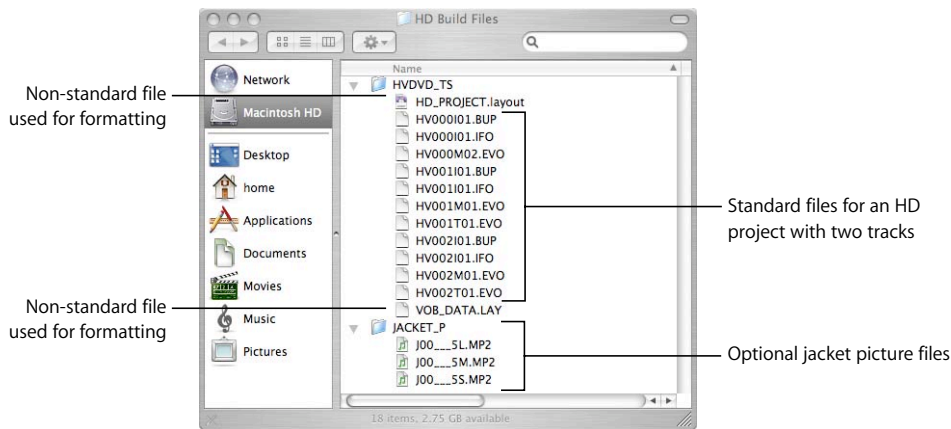 HD Build Files
Name
Network
Macintosh HD
Desktop
home
Applications
Documents
Movies
Music
Pictures
HVDVD_TS
HD_PROJECT.layout
HV000I01.BUP
HV000I01.IFO
HV000M02.EVO
HV001I01.BUP
HV001I01.IFO
HV001M01.EVO
HV001T01.EVO
HV002I01.BUP
HV002I01.IFO
HV002M01.EVO
HV002T01.EVO
VOB_DATA.LAY
JACKET_P
J00___5L.MP2
J00___5M.MP2
J00___5S.MP2
18 items, 2.75 GB available
Non-standard file
used for formatting
Non-standard file
used for formatting
Standard files for an HD
project with two tracks
Optional jacket picture files